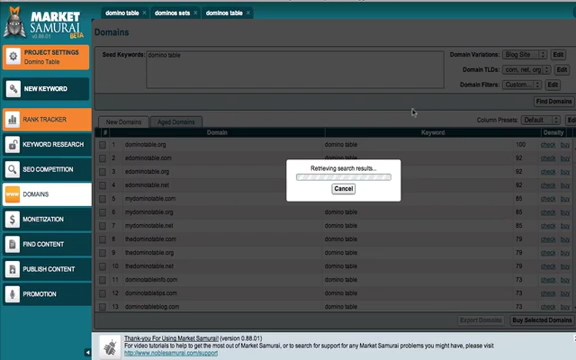 MARKET
SAMURAI
v0.88.01 BETA
domino table
domino sets
dominos table
PROJECT SETTINGS
Domino Table
NEW KEYWORD
RANK TRACKER
KEYWORD RESEARCH
SEO COMPETITION
DOMAINS
MONETIZATION
FIND CONTENT
PUBLISH CONTENT
PROMOTION
Domains
Seed Keywords: domino table
Domain Variations: Blog Site Edit
Domain TLDs: com, net, org Edit
Domain Filters: Custom... Edit
Find Domains
New Domains Aged Domains
Column Presets: Default
# Domain Keyword Density
1 edominotable.org domino table 100 check buy
2 edominotable.com domino table 92 check buy
3 edominotable.org 92 check buy
4 edominotable.net 92 check buy
5 mydominotable.com 85 check buy
6 mydominotable.org domino table 85 check buy
7 mydominotable.net domino table 85 check buy
8 thedominotable.com domino table 79 check buy
9 thedominotable.org domino table 79 check buy
10 thedominotable.net domino table 79 check buy
11 dominotableinfo.com domino table 73 check buy
12 dominotabletips.com domino table 73 check buy
13 dominotableblog.com domino table 73 check buy
Retrieving search results...
Cancel
Export Domains Buy Selected Domains
Thank-you For Using Market Samurai! (version 0.88.01)
For video tutorials to help get the most out of Market Samurai, or to search for support for any Market Samurai questions you might have, please visit
http://www.noblesamurai.com/support